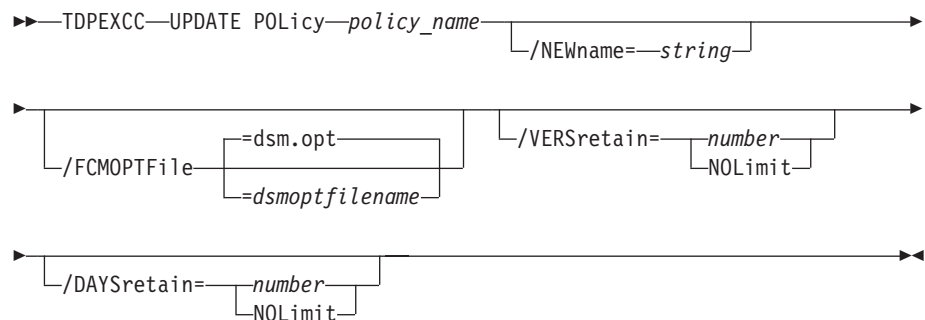 TDPEXCC UPDATE POLicy policy_name
/NEWname= string
=dsm.opt
/FCMOPTFile
=dsmoptfilename
/VERSretain= number
NOLimit
/DAYSretain= number
NOLimit